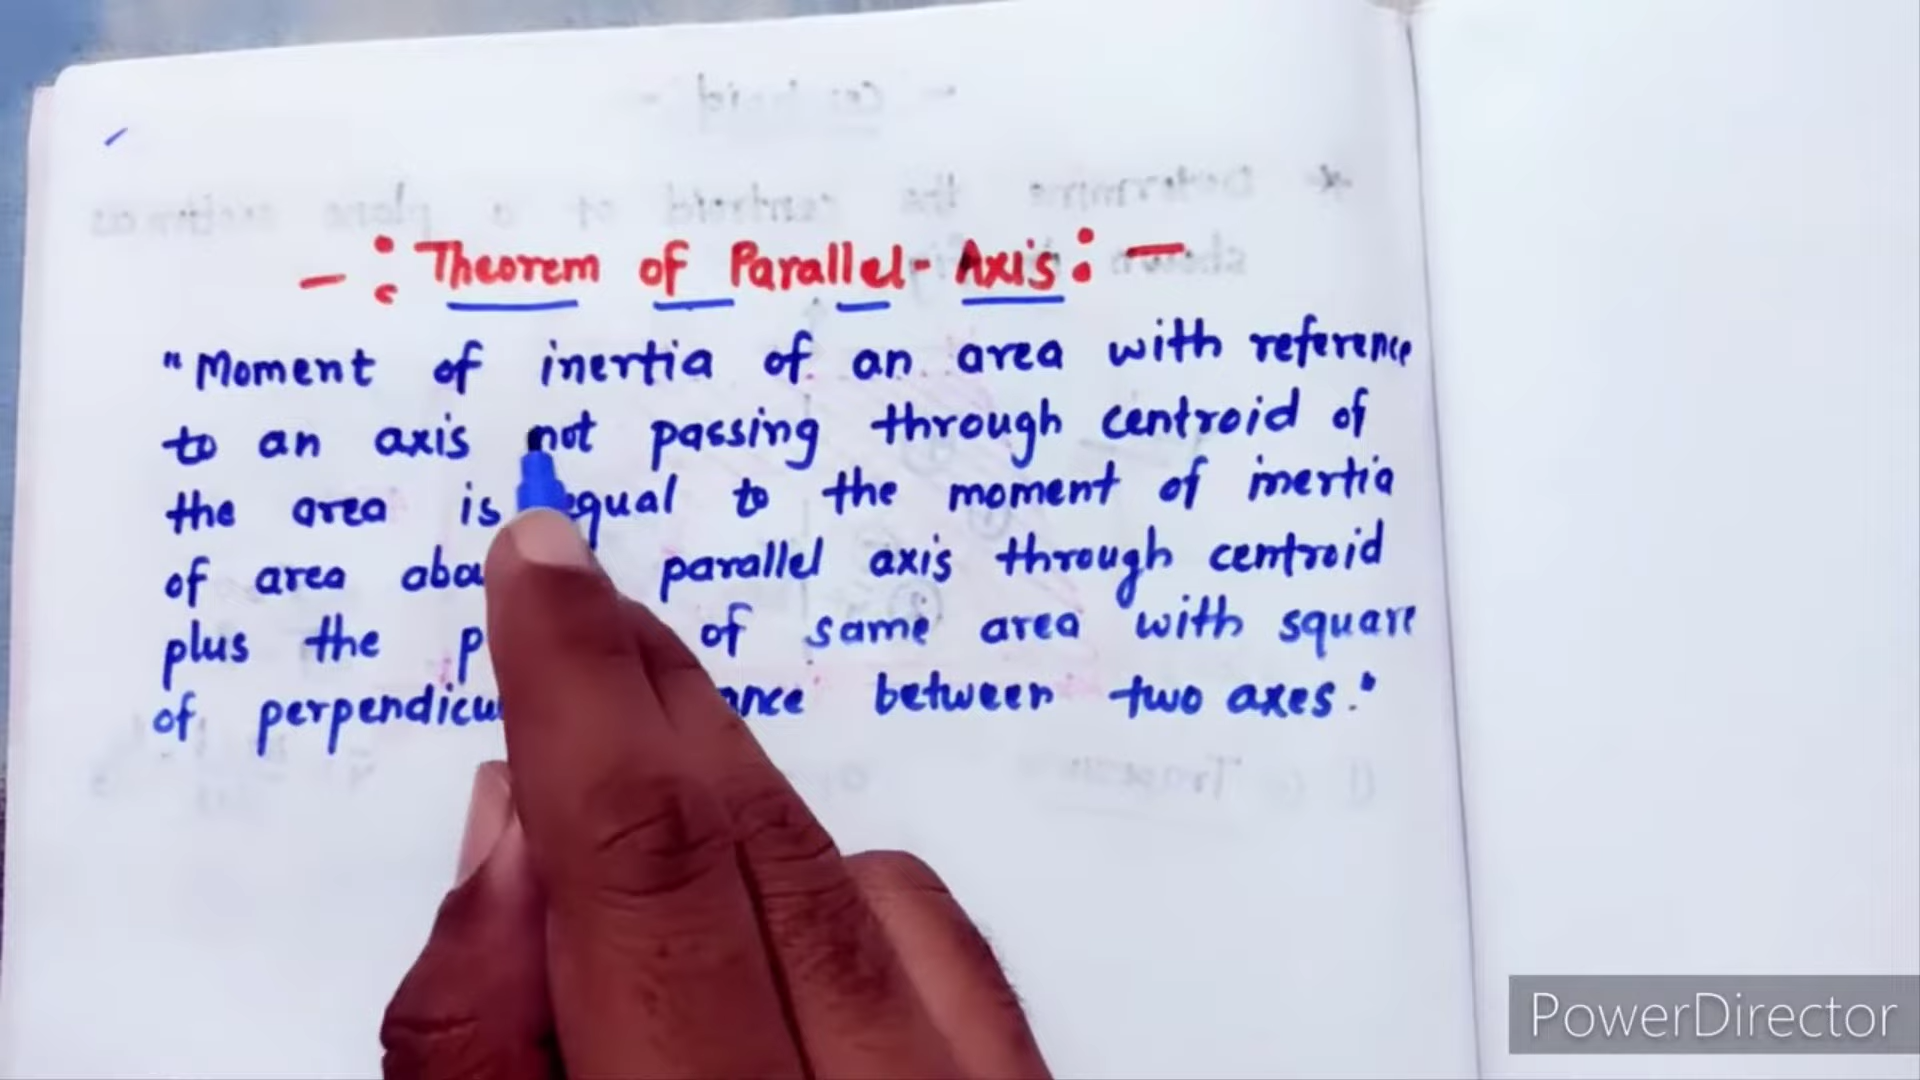 - : Theorem of Parallel- Axis : -
"Moment of inertia of an area with reference
to an axis not passing through centroid of
the area is equal to the moment of inertia
of area parallel axis through centroid
plus the of same area with square
of between two axes."
PowerDirector